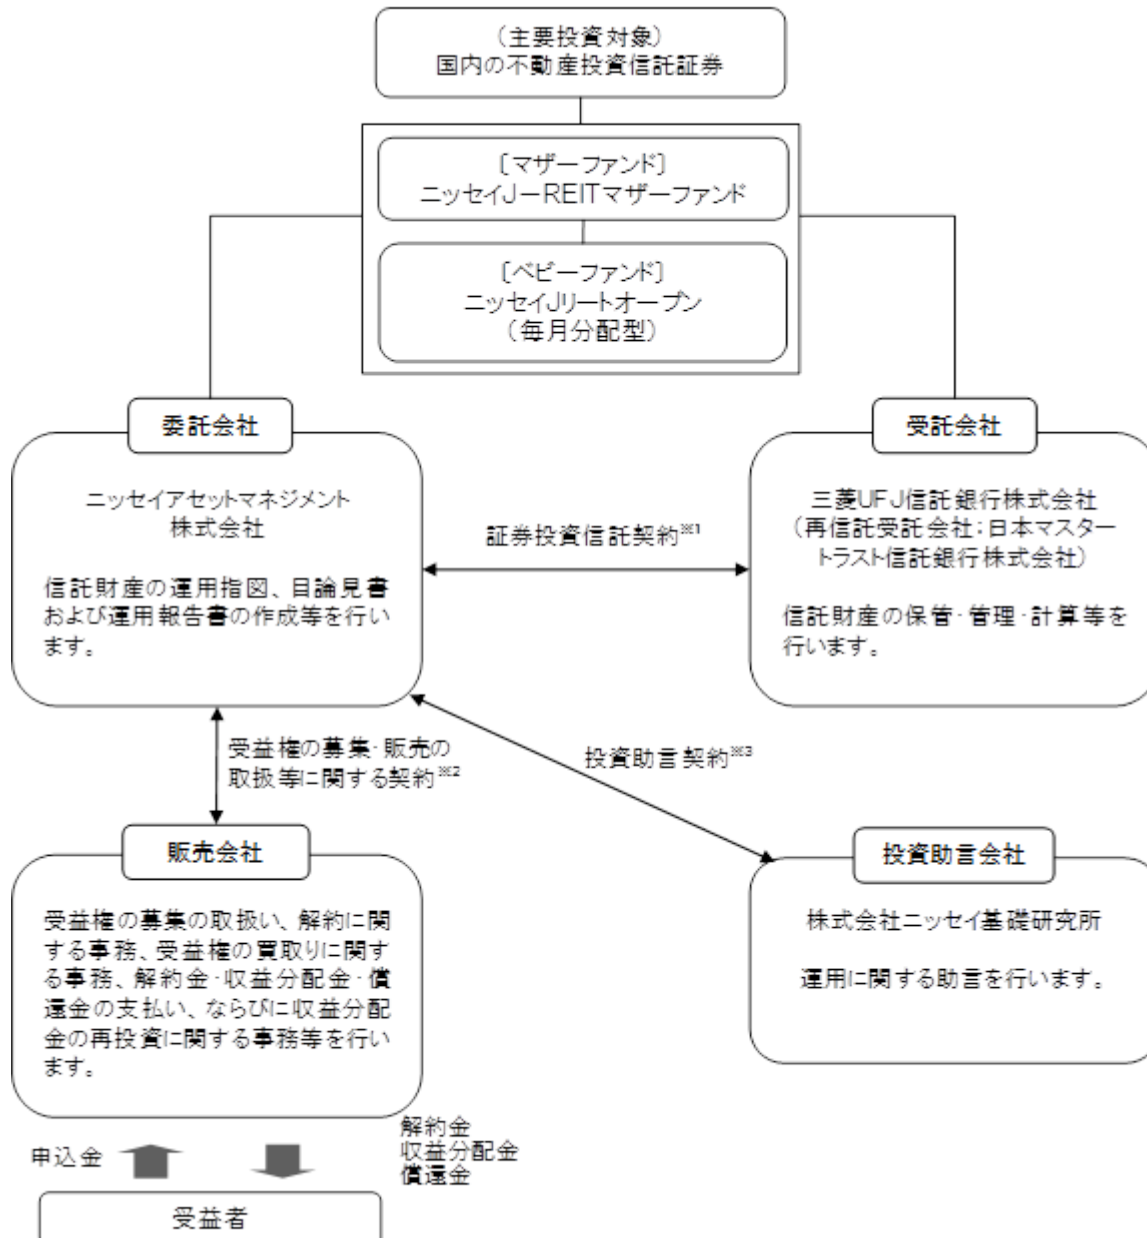 （主要投資対象）
国内の不動産投資信託証券
〔マザーファンド〕
ニッセイJ－REITマザーファンド
〔ベビーファンド〕
ニッセイJリートオープン
（毎月分配型）
委託会社
ニッセイアセットマネジメント
株式会社
信託財産の運用指図、目論見書
および運用報告書の作成等を行い
ます。
証券投資信託契約※1
受託会社
三菱UFJ信託銀行株式会社
（再信託受託会社：日本マスター
トラスト信託銀行株式会社）
信託財産の保管・管理・計算等を
行います。
受益権の募集・販売の
取扱等に関する契約※2
投資助言契約※3
販売会社
受益権の募集の取扱い、解約に関
する事務、受益権の買取りに関す
る事務、解約金・収益分配金・償
還金の支払い、ならびに収益分配
金の再投資に関する事務等を行い
ます。
投資助言会社
株式会社ニッセイ基礎研究所
運用に関する助言を行います。
申込金
解約金
収益分配金
償還金
受益者